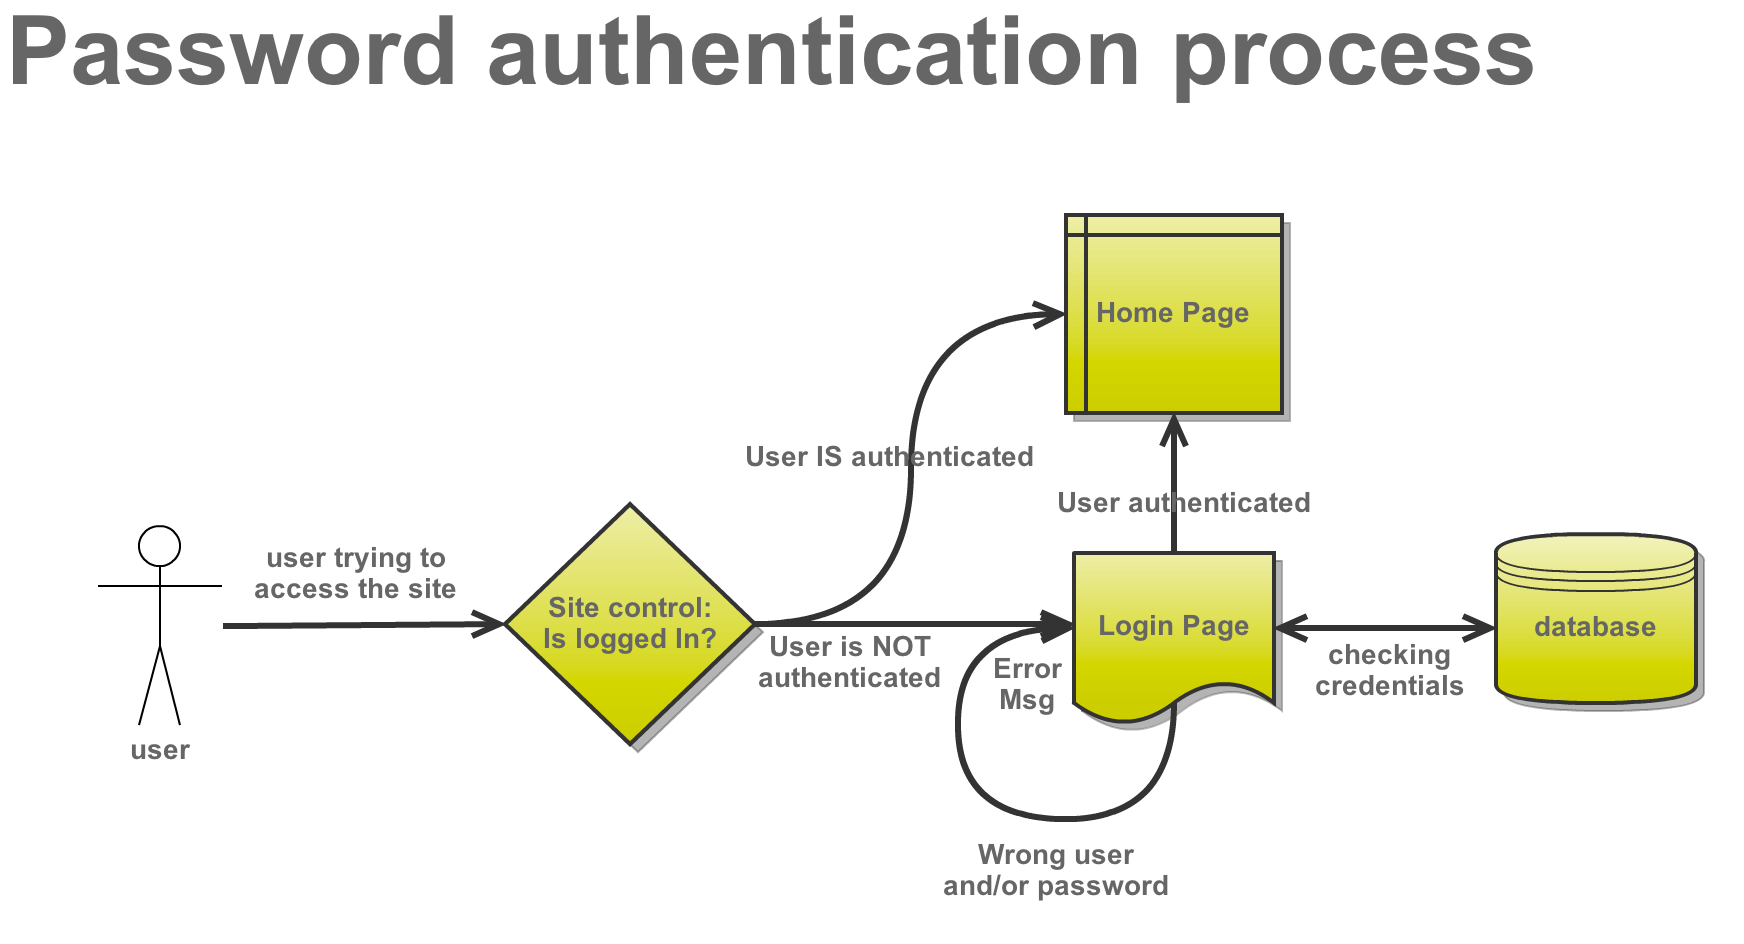 Password authentication process
Home Page
User IS authenticated
User authenticated
user trying to
access the site
Site control:
Is logged In?
User is NOT
authenticated
Error
Msg
Login Page
checking
credentials
database
user
Wrong user
and/or password